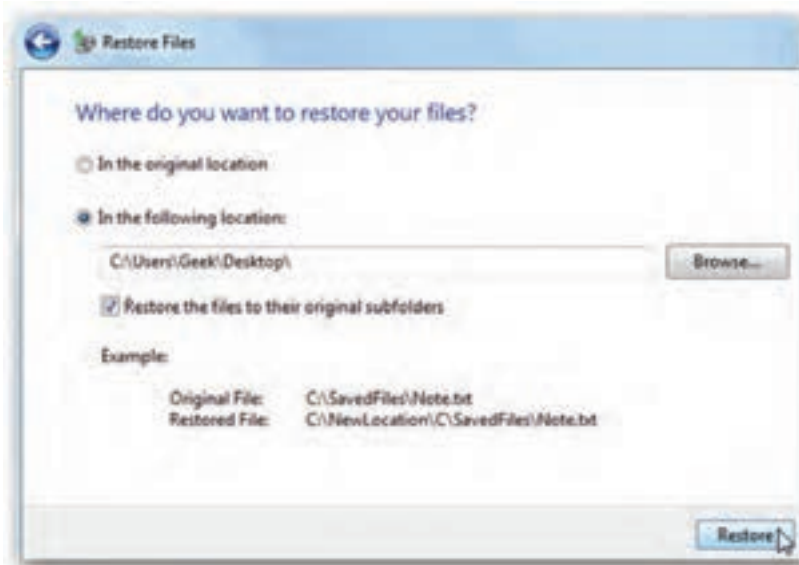 Restore Files
Where do you want to restore your files?
In the original location
In the following location:
C:\Users\Geek\Desktop\
Browse...
Restore the files to their original subfolders
Example:
Original File: C:\SavedFiles\Note.txt
Restored File: C:\NewLocation\C\SavedFiles\Note.txt
Restore